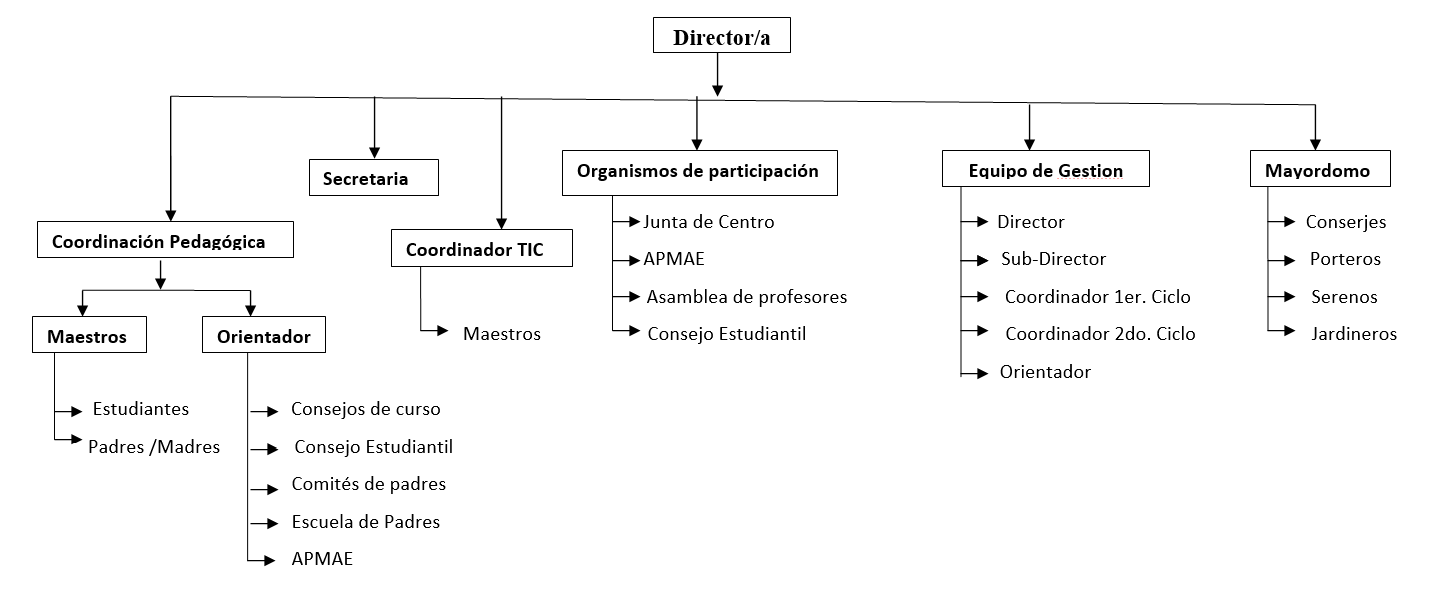 Director/a
Organismos de participación
Equipo de Gestion
Mayordomo
Secretaria
Junta de Centro
Director
Conserjes
Coordinación Pedagógica
Coordinador TIC
APMAE
Sub-Director
Porteros
Asamblea de profesores
Coordinador 1er. Ciclo
Serenos
Maestros
Orientador
Maestros
Consejo Estudiantil
Coordinador 2do. Ciclo
Jardineros
Orientador
Estudiantes
Consejos de curso
Padres /Madres
Consejo Estudiantil
Comités de padres
Escuela de Padres
APMAE